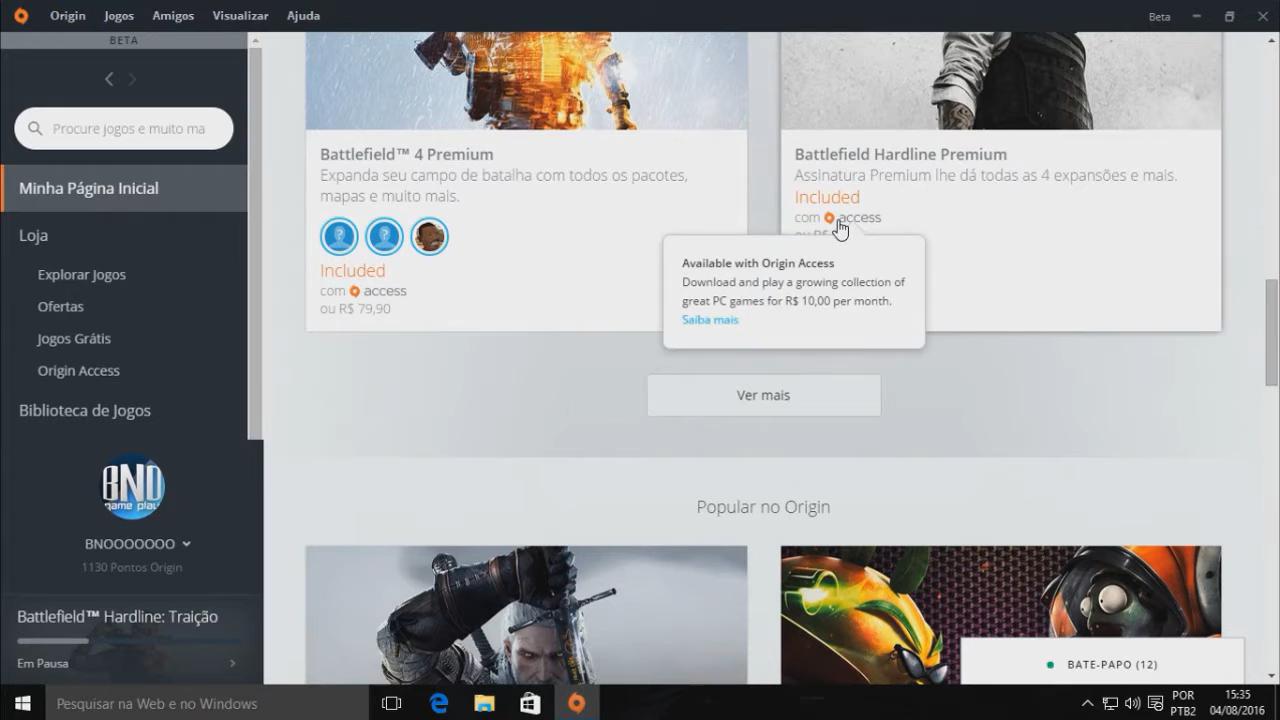 Origin Jogos Amigos Visualizar Ajuda Beta
BETA
Procure jogos e muito ma
Minha Página Inicial
Loja
Explorar Jogos
Ofertas
Jogos Grátis
Origin Access
Biblioteca de Jogos
BND
game play
BNOOOOOOO
1130 Pontos Origin
Battlefield™ Hardline: Traição
Em Pausa
Battlefield™ 4 Premium
Expanda seu campo de batalha com todos os pacotes,
mapas e muito mais.
Included
com access
ou R$ 79,90
Battlefield Hardline Premium
Assinatura Premium lhe dá todas as 4 expansões e mais.
Included
com access
ou
Available with Origin Access
Download and play a growing collection of
great PC games for R$ 10,00 per month.
Saiba mais
Ver mais
Popular no Origin
BATE-PAPO (12)
Pesquisar na Web e no Windows
POR
PTB2
15:35
04/08/2016